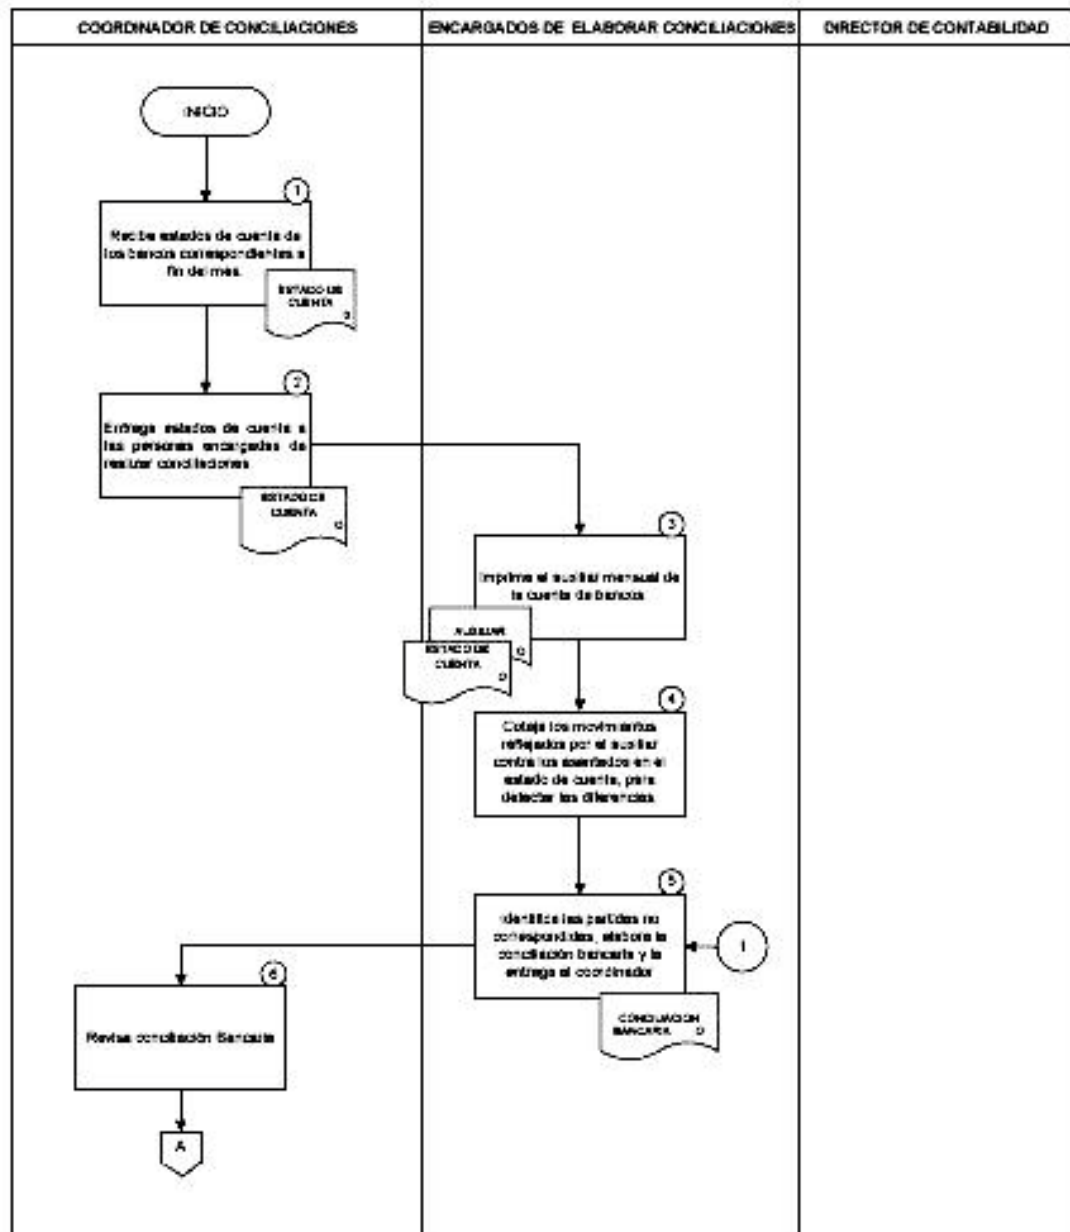 COORDINADOR DE CONCILIACIONES
ENCARGADOS DE ELABORAR CONCILIACIONES
DIRECTOR DE CONTABILIDAD
INICIO
1
Recibe estados de cuenta de
los bancos correspondientes a
fin del mes.
ESTADO DE
CUENTA
O
2
Entrega estados de cuenta a
las personas encargadas de
realizar conciliaciones
ESTADO DE
CUENTA
O
3
Imprime el auxiliar mensual de
la cuenta de bancos
AUXILIAR
O
ESTADO DE
CUENTA
O
4
Coteja los movimientos
reflejados por el auxiliar
contra los asentados en el
estado de cuenta, para
detectar las diferencias
5
Identifica las partidas no
correspondidas, elabora la
conciliación bancaria y la
entrega al coordinador
1
CONCILIACION
BANCARIA O
6
Revisa conciliación Bancaria
A